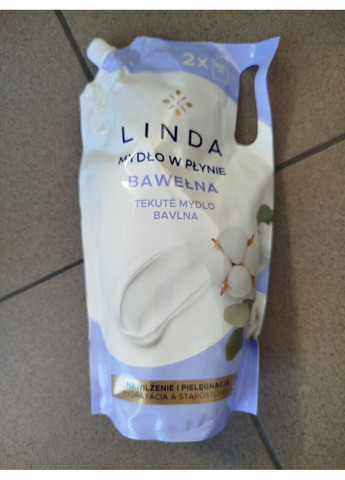 2x
LINDA
MYDŁO W PŁYNIE
BAWEŁNA
TEKUTÉ MYDLO
BAVLNA
NAWILŻENIE I PIELĘGNACJA
HYDRATÁCIA A STAROSTLIVOSŤ